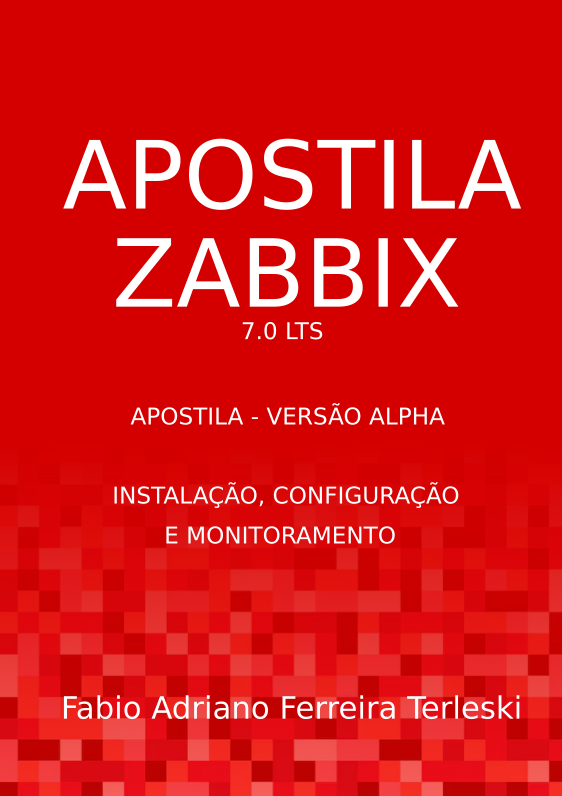 APOSTILA
ZABBIX
7.0 LTS
APOSTILA - VERSÃO ALPHA
INSTALAÇÃO, CONFIGURAÇÃO
E MONITORAMENTO
Fabio Adriano Ferreira Terleski